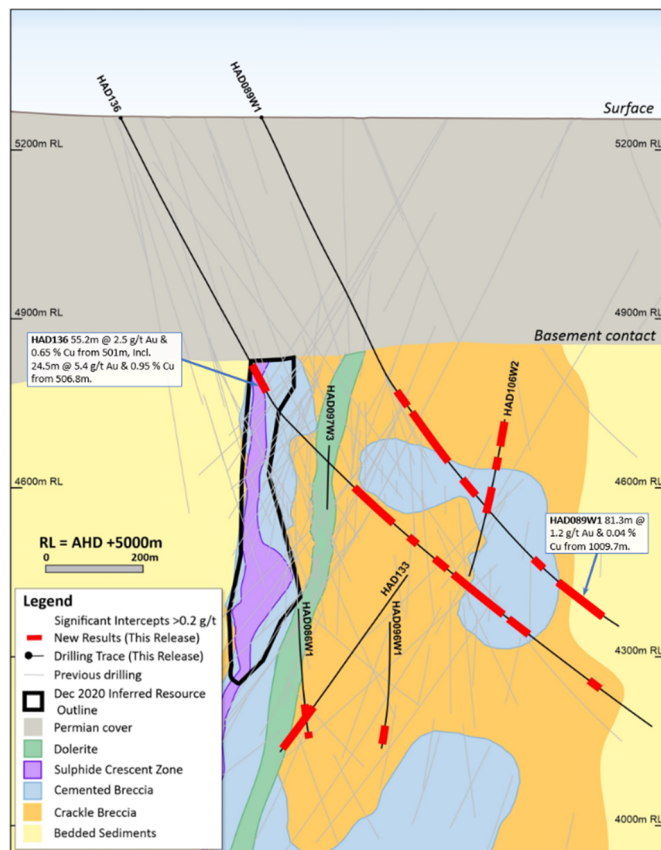 HAD136
HAD089W1
Surface
5200m RL
5200m RL
4900m RL
4900m RL
Basement contact
HAD136 55.2m @ 2.5 g/t Au &
0.65 % Cu from 501m, Incl.
24.5m @ 5.4 g/t Au & 0.95 % Cu
from 506.8m.
HAD097W3
HAD106W2
4600m RL
4600m RL
HAD089W1 81.3m @
1.2 g/t Au & 0.04 %
Cu from 1009.7m.
RL = AHD +5000m
0 200m
HAD133
HAD086W1
HAD096W1
4300m RL
4000m RL
Legend
Significant Intercepts >0.2 g/t
New Results (This Release)
Drilling Trace (This Release)
Previous drilling
Dec 2020 Inferred Resource
Outline
Permian cover
Dolerite
Sulphide Crescent Zone
Cemented Breccia
Crackle Breccia
Bedded Sediments